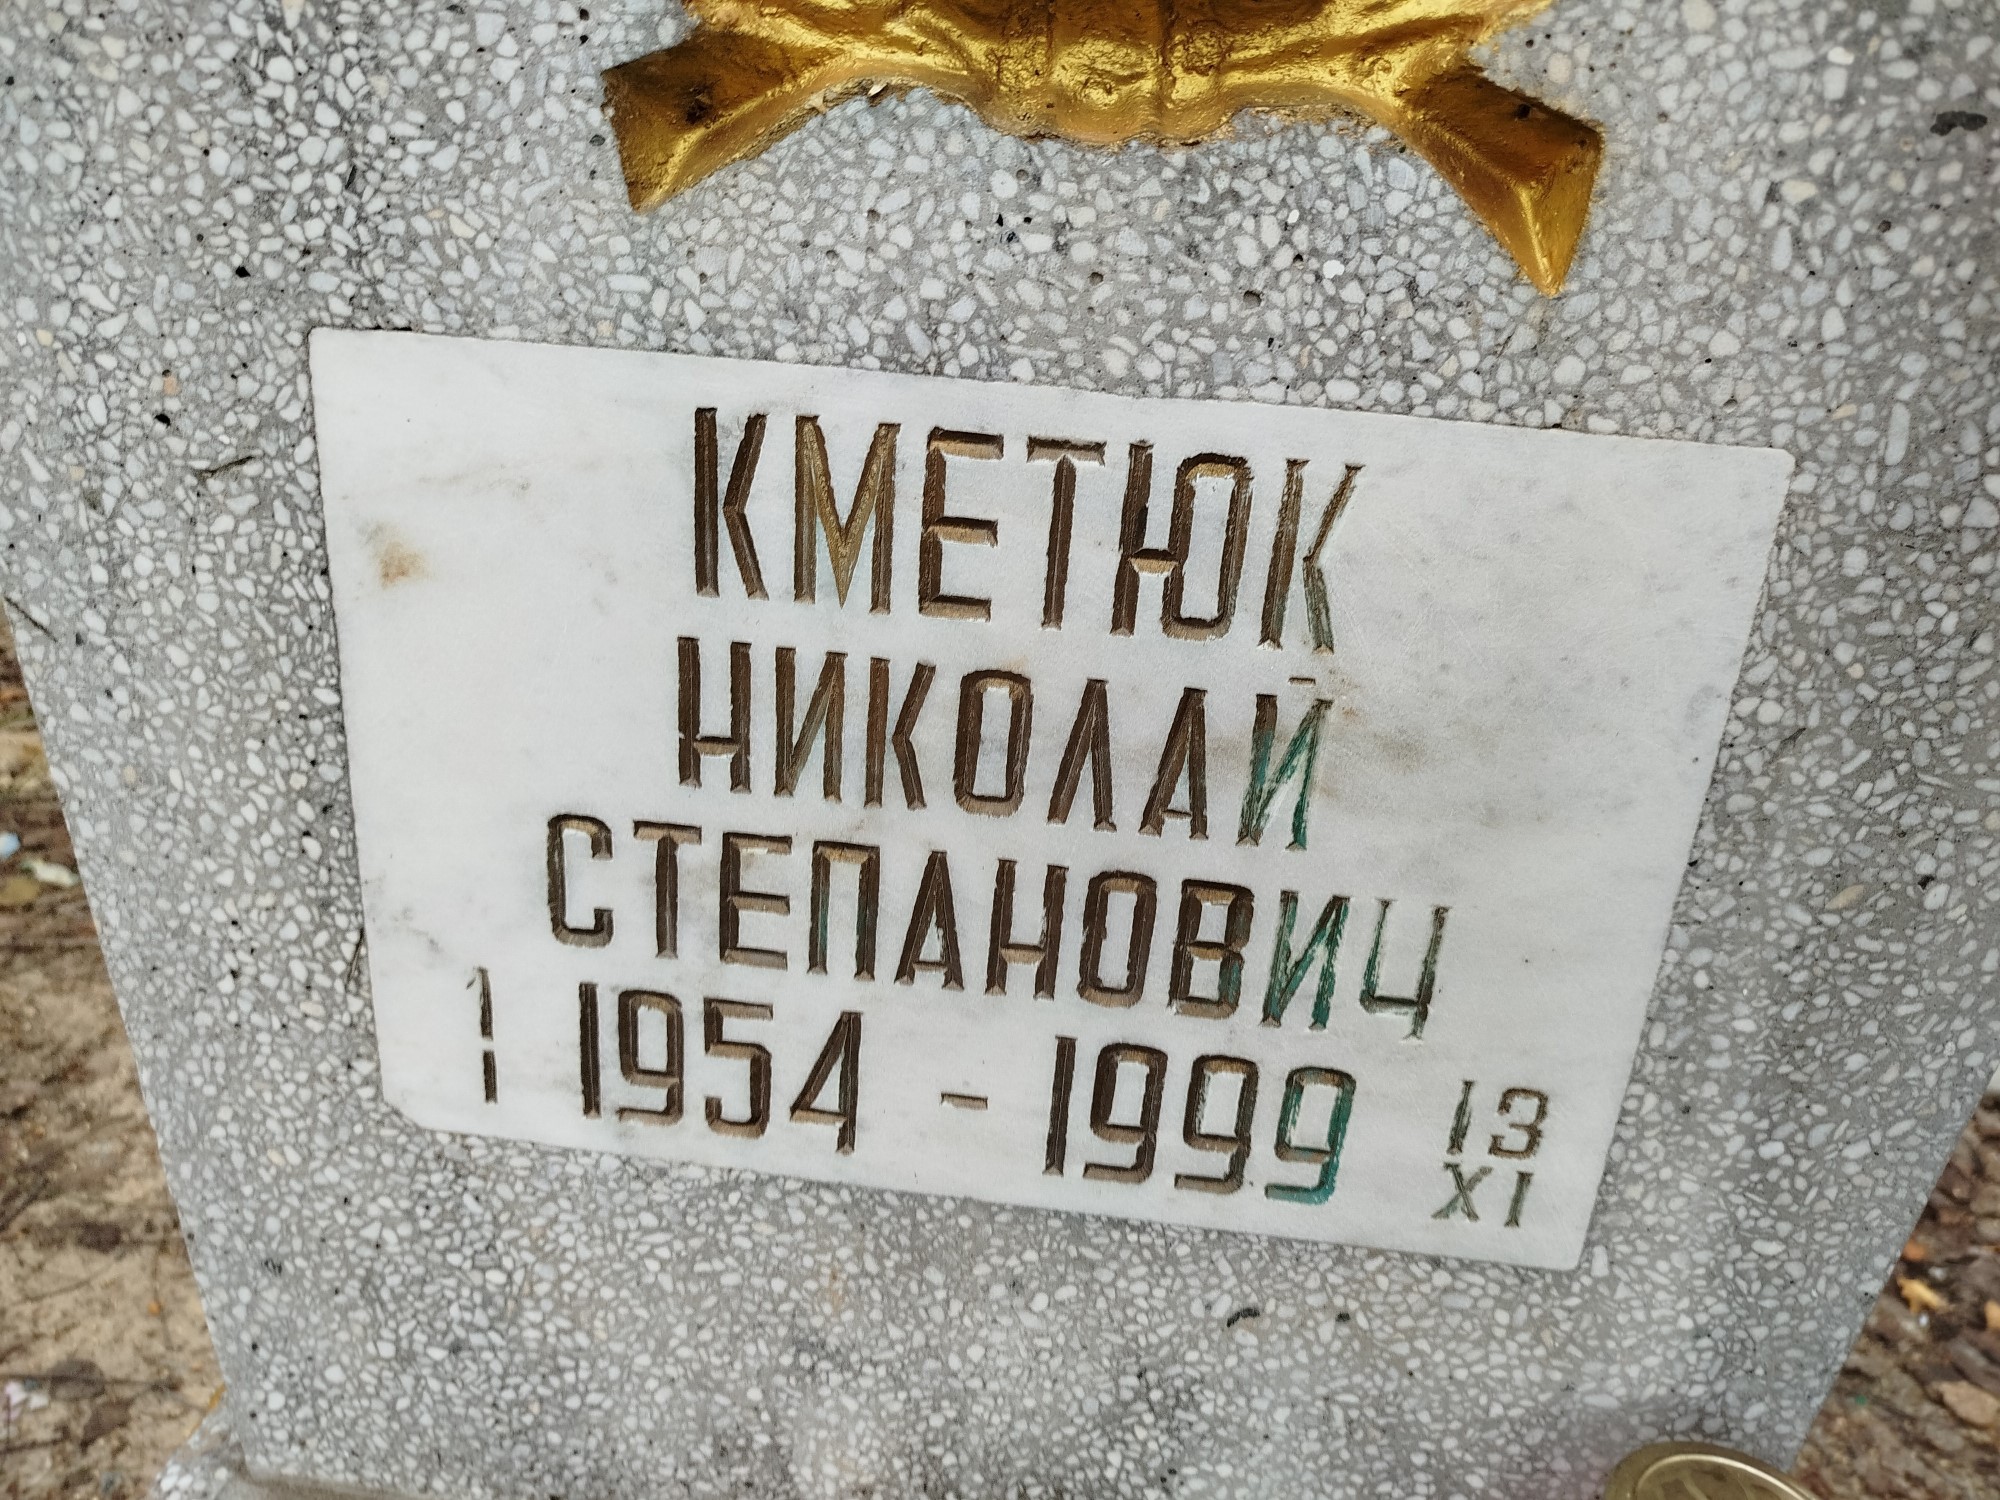 КМЕТЮК
НИКОЛАЙ
СТЕПАНОВИЧ
1
I 1954 - 1999 13
XI